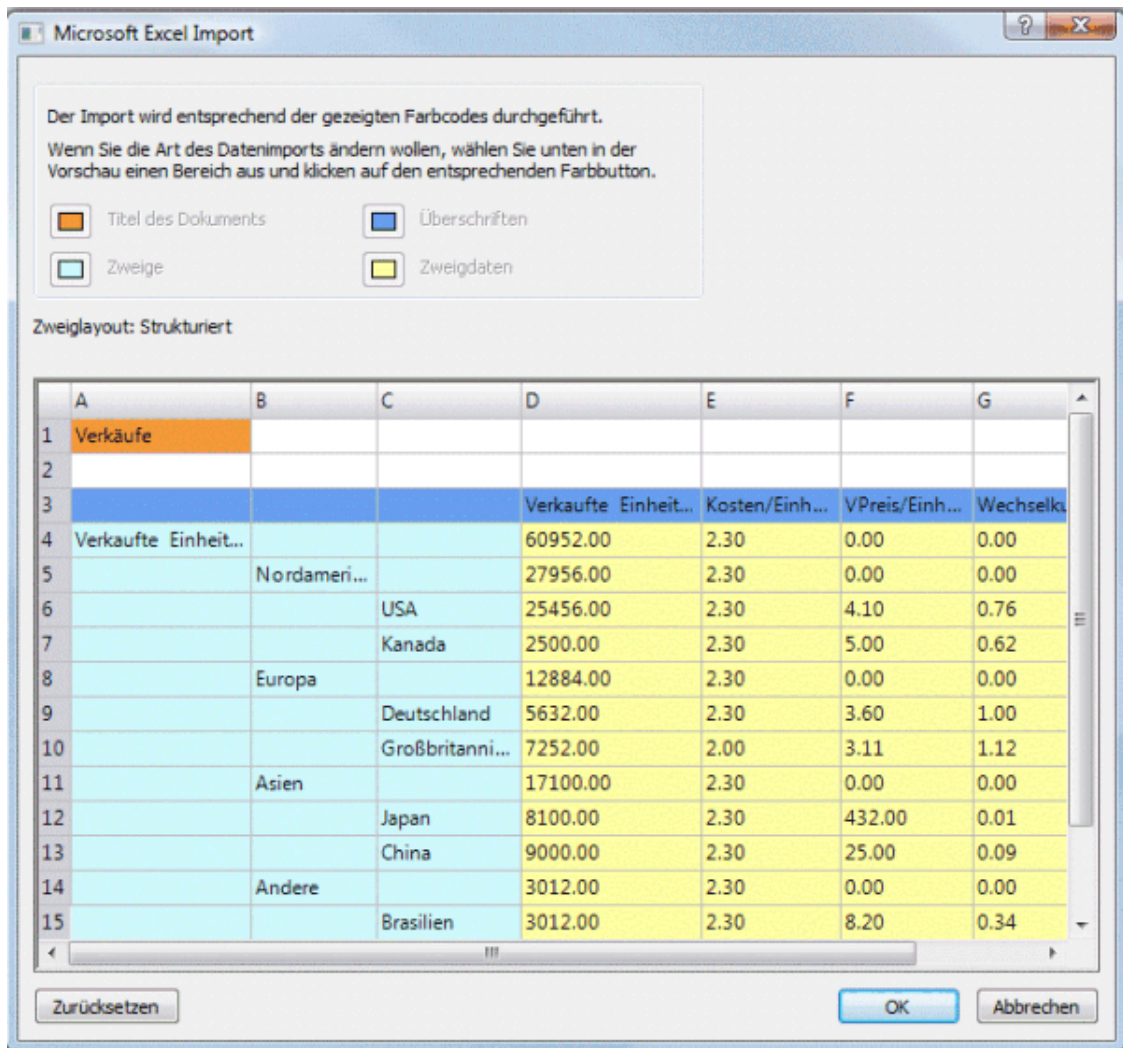 Microsoft Excel Import
Der Import wird entsprechend der gezeigten Farbcodes durchgeführt.
Wenn Sie die Art des Datenimports ändern wollen, wählen Sie unten in der
Vorschau einen Bereich aus und klicken auf den entsprechenden Farbbutton.
Titel des Dokuments Überschriften
Zweige Zweigdaten
Zweiglayout: Strukturiert
A B C D E F G
1 Verkäufe
2
3 Verkaufte Einheit... Kosten/Einh... VPreis/Einh... Wechselku
4 Verkaufte Einheit... 60952.00 2.30 0.00 0.00
5 Nordameri... 27956.00 2.30 0.00 0.00
6 USA 25456.00 2.30 4.10 0.76
7 Kanada 2500.00 2.30 5.00 0.62
8 Europa 12884.00 2.30 0.00 0.00
9 Deutschland 5632.00 2.30 3.60 1.00
10 Großbritanni... 7252.00 2.00 3.11 1.12
11 Asien 17100.00 2.30 0.00 0.00
12 Japan 8100.00 2.30 432.00 0.01
13 China 9000.00 2.30 25.00 0.09
14 Andere 3012.00 2.30 0.00 0.00
15 Brasilien 3012.00 2.30 8.20 0.34
Zurücksetzen OK Abbrechen